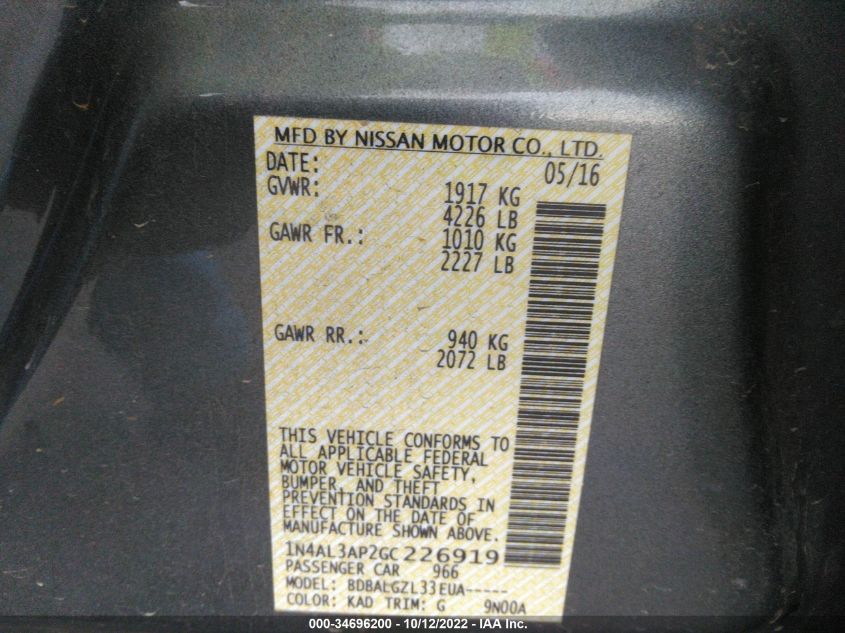 MFD BY NISSAN MOTOR CO., LTD.
DATE: 05/16
GVWR: 1917 KG
4226 LB
GAWR FR.: 1010 KG
2227 LB
GAWR RR.: 940 KG
2072 LB
THIS VEHICLE CONFORMS TO
ALL APPLICABLE FEDERAL
MOTOR VEHICLE SAFETY,
BUMPER, AND THEFT
PREVENTION STANDARDS IN
EFFECT ON THE DATE OF
MANUFACTURE SHOWN ABOVE.
1N4AL3AP2GC226919
PASSENGER CAR 966
MODEL: BDBALGZL33EUA-----
COLOR: KAD TRIM: G 9N00A
000-34696200 - 10/12/2022 - IAA Inc.